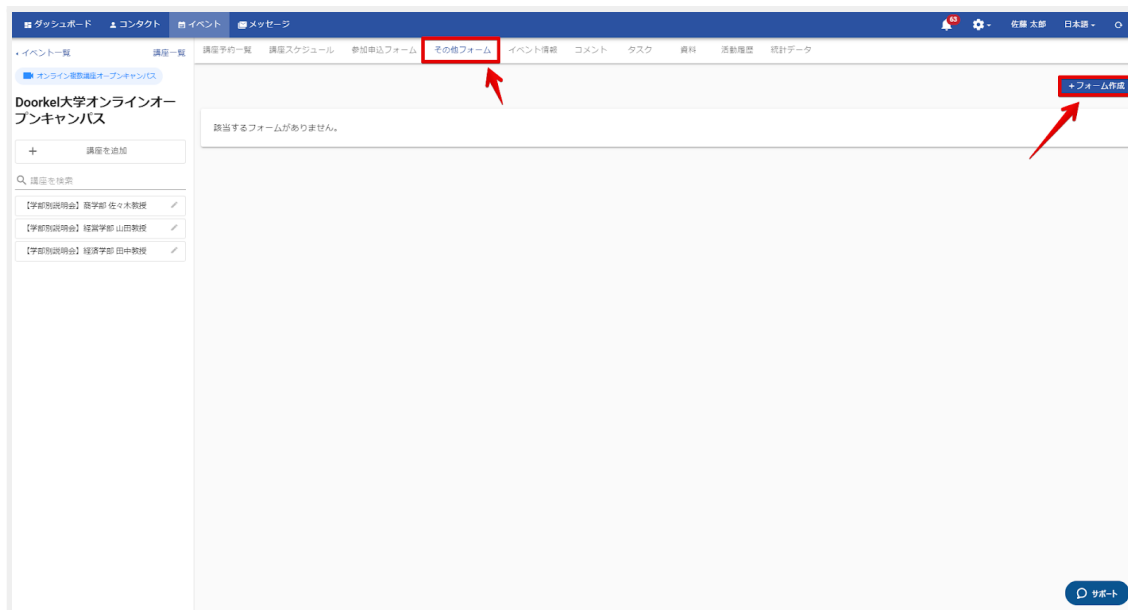 ダッシュボード コンタクト イベント メッセージ 63 佐藤 太郎 日本語
イベント一覧 講座一覧
講座予約一覧 講座スケジュール 参加申込フォーム その他フォーム イベント情報 コメント タスク 資料 活動履歴 統計データ
オンライン複数講座オープンキャンパス
+フォーム作成
Doorkel大学オンラインオー
プンキャンパス
該当するフォームがありません。
+ 講座を追加
講座を検索
【学部別説明会】商学部 佐々木教授
【学部別説明会】経営学部 山田教授
【学部別説明会】経済学部 田中教授
サポート